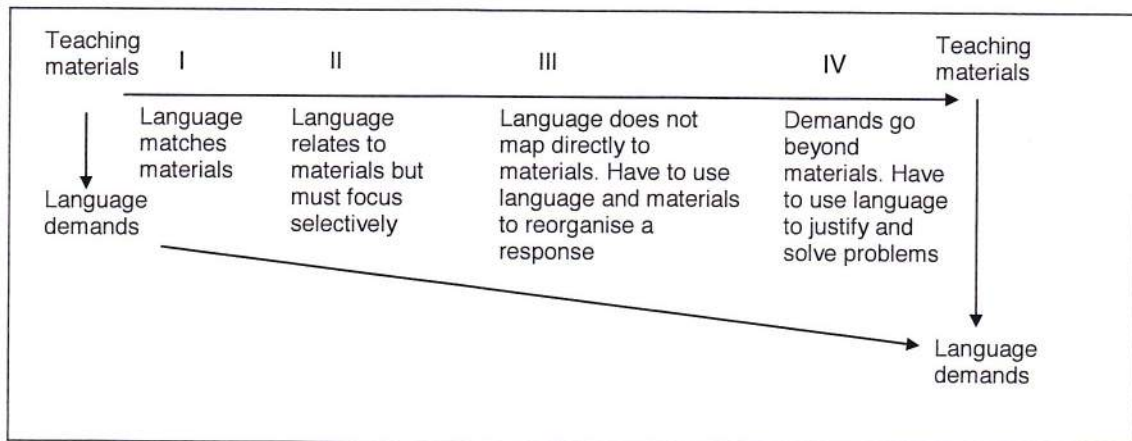 Teaching
materials
I
II
III
IV
Teaching
materials
Language
matches
materials
Language
relates to
materials but
must focus
selectively
Language does not
map directly to
materials. Have to use
language and materials
to reorganise a
response
Demands go
beyond
materials. Have
to use language
to justify and
solve problems
Language
demands
Language
demands